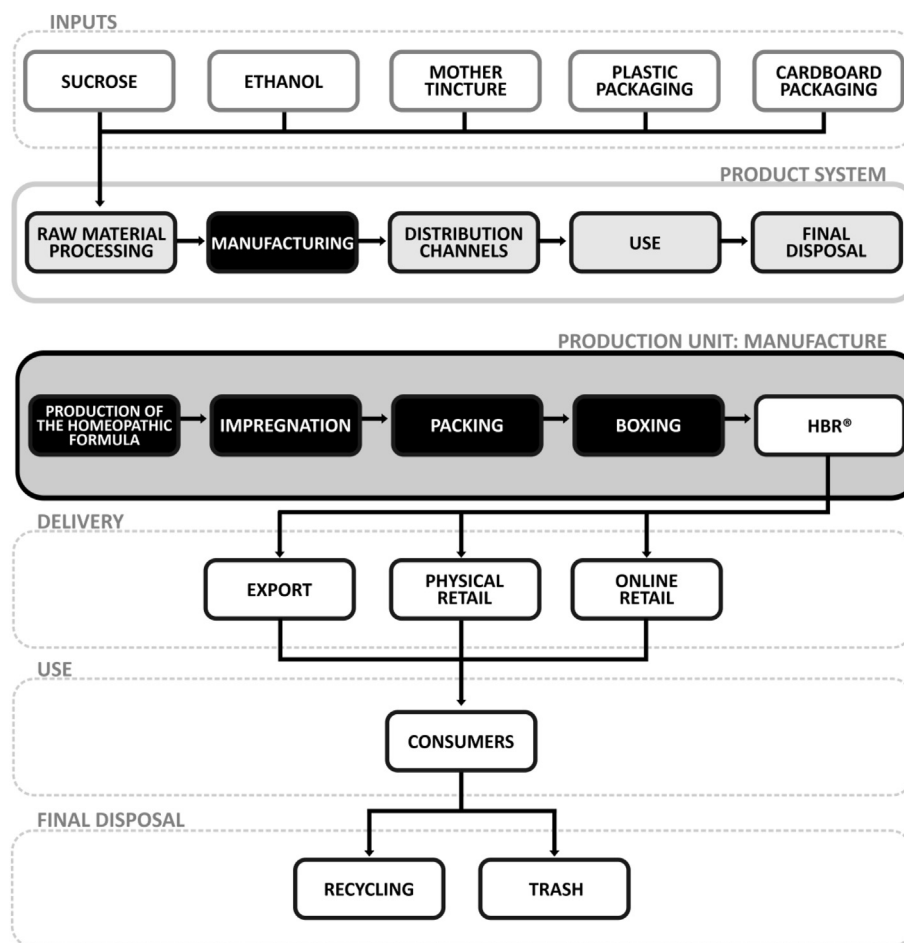 INPUTS
SUCROSE
ETHANOL
MOTHER
TINCTURE
PLASTIC
PACKAGING
CARDBOARD
PACKAGING
PRODUCT SYSTEM
RAW MATERIAL
PROCESSING
MANUFACTURING
DISTRIBUTION
CHANNELS
USE
FINAL
DISPOSAL
PRODUCTION UNIT: MANUFACTURE
PRODUCTION OF
THE HOMEOPATHIC
FORMULA
IMPREGNATION
PACKING
BOXING
HBR®
DELIVERY
EXPORT
PHYSICAL
RETAIL
ONLINE
RETAIL
USE
CONSUMERS
FINAL DISPOSAL
RECYCLING
TRASH